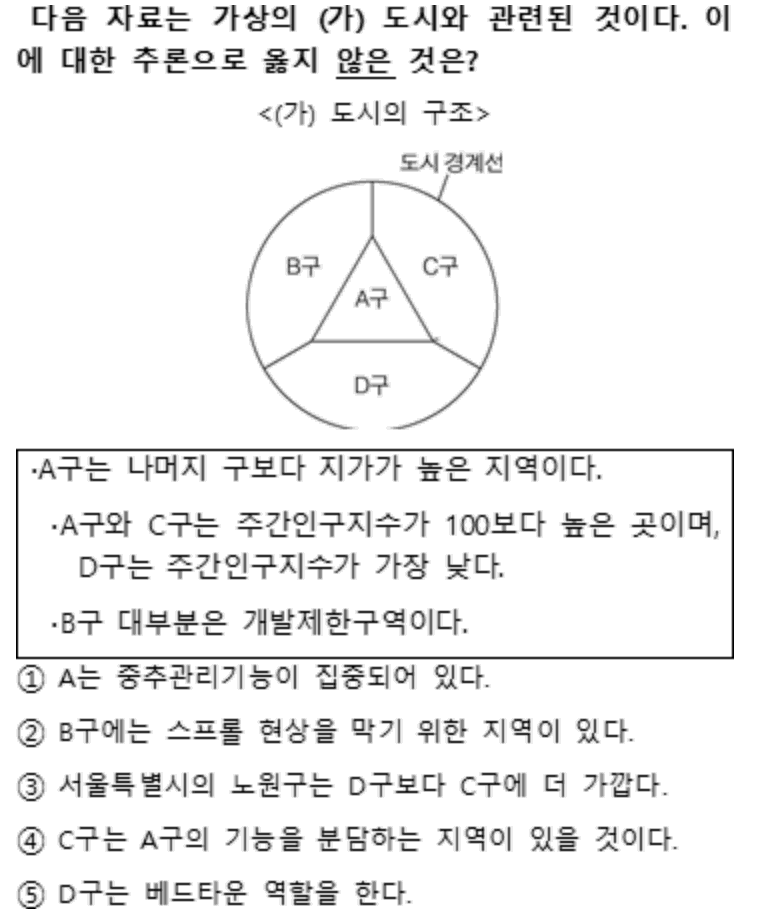 다음 자료는 가상의 (가) 도시와 관련된 것이다. 이
에 대한 추론으로 옳지 않은 것은?
<(가) 도시의 구조>
도시 경계선
B구
C구
A구
D구
·A구는 나머지 구보다 지가가 높은 지역이다.
·A구와 C구는 주간인구지수가 100보다 높은 곳이며,
D구는 주간인구지수가 가장 낮다.
·B구 대부분은 개발제한구역이다.
① A는 중추관리기능이 집중되어 있다.
② B구에는 스프롤 현상을 막기 위한 지역이 있다.
③ 서울특별시의 노원구는 D구보다 C구에 더 가깝다.
④ C구는 A구의 기능을 분담하는 지역이 있을 것이다.
⑤ D구는 베드타운 역할을 한다.